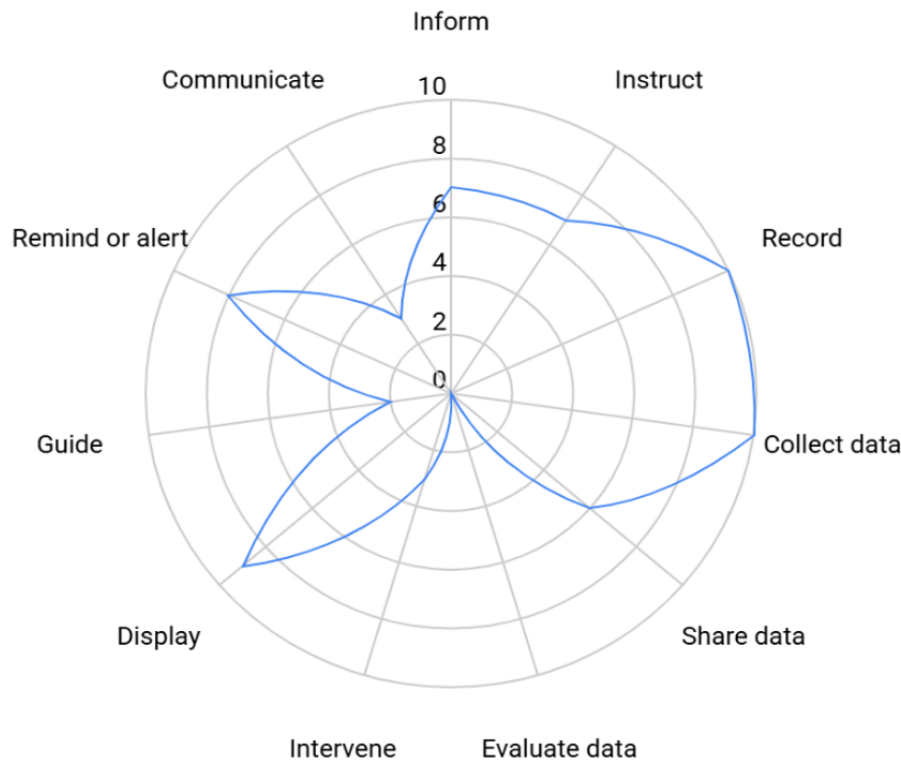 Inform
Communicate
Instruct
10
8
6
4
2
0
Remind or alert
Record
Guide
Collect data
Display
Share data
Intervene
Evaluate data